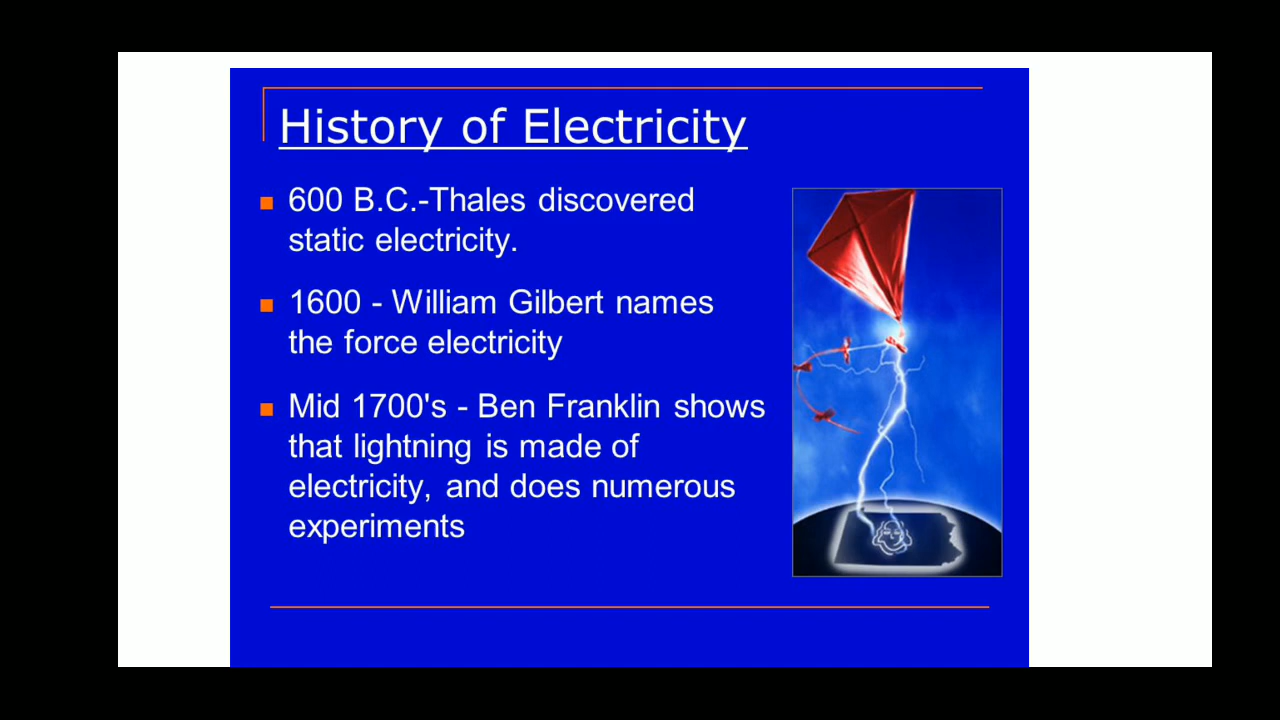 History of Electricity
600 B.C.-Thales discovered
static electricity.
1600 - William Gilbert names
the force electricity
Mid 1700's - Ben Franklin shows
that lightning is made of
electricity, and does numerous
experiments